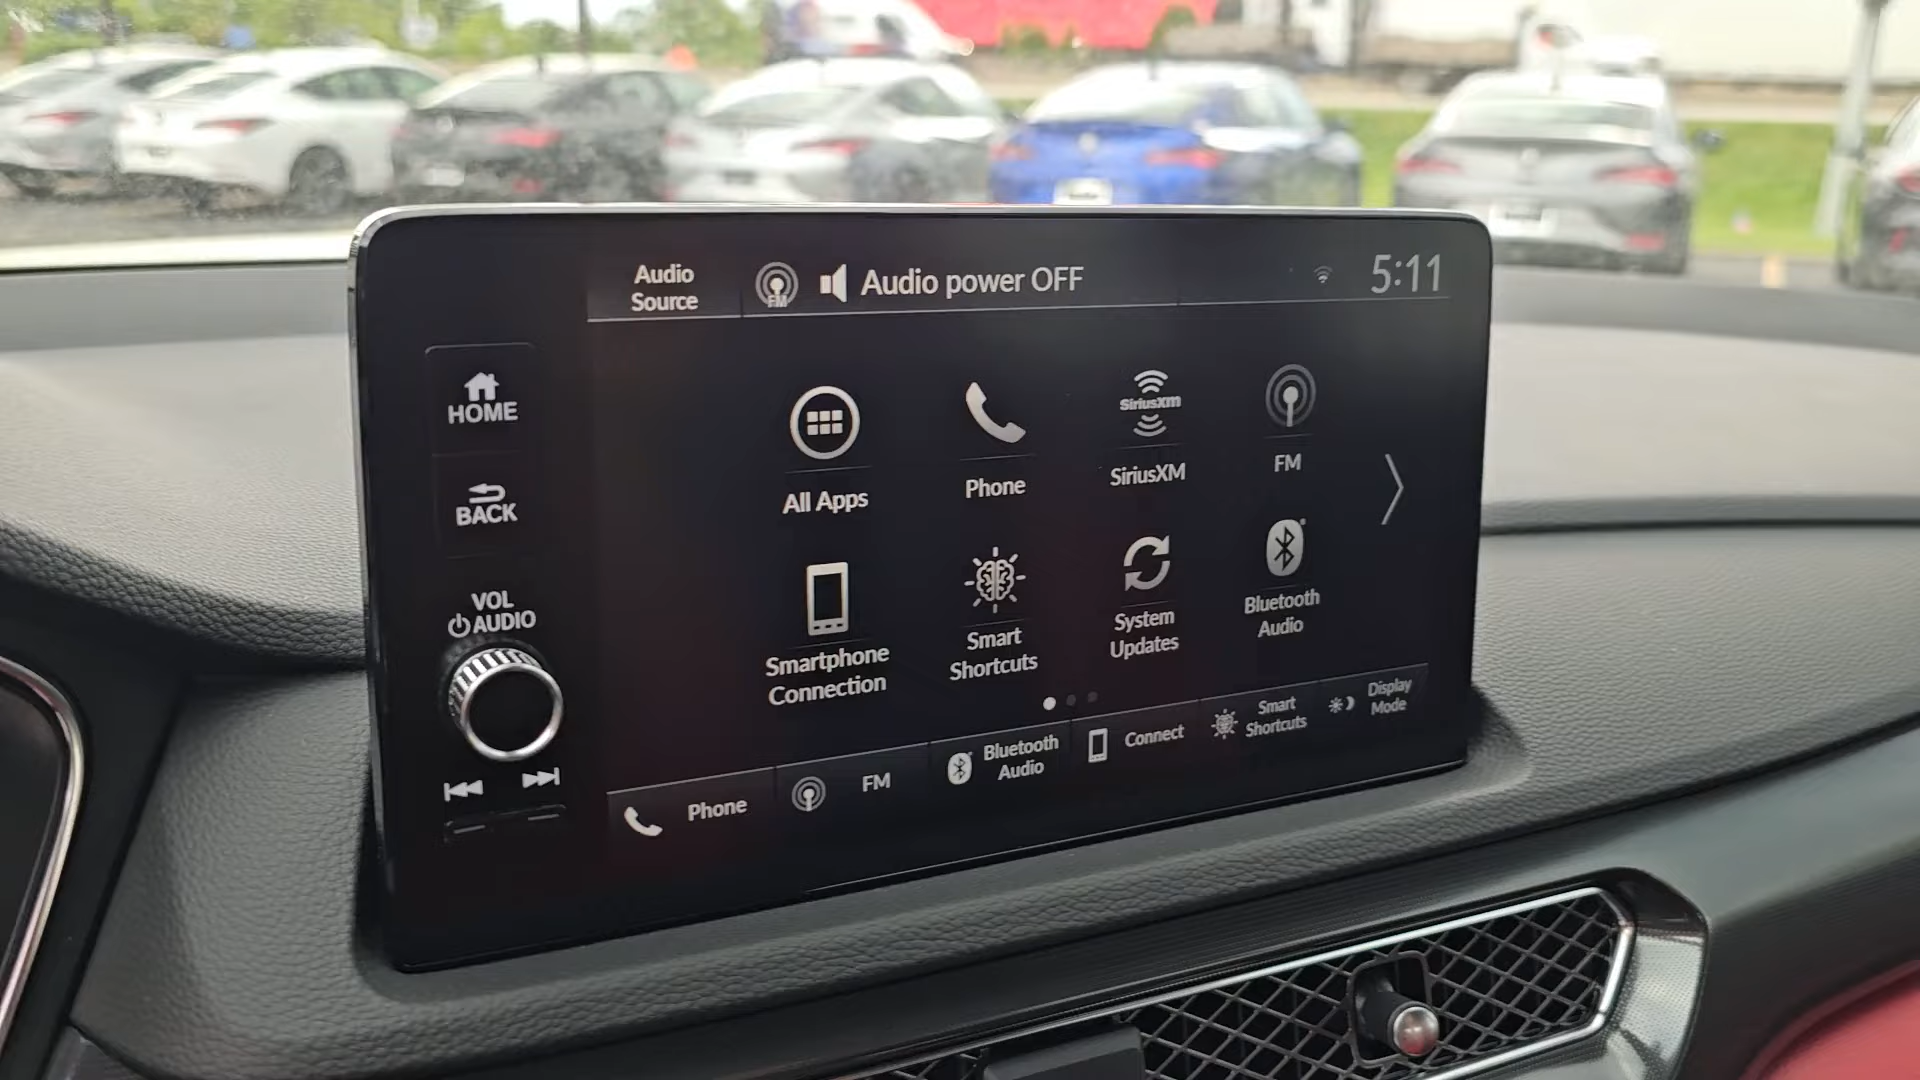 Audio
Source
FM
Audio power OFF
5:11
HOME
BACK
VOL
AUDIO
All Apps
Phone
SiriusXM
SiriusXM
FM
Smartphone
Connection
Smart
Shortcuts
System
Updates
Bluetooth
Audio
Phone
FM
Bluetooth
Audio
Connect
Smart
Shortcuts
Display
Mode